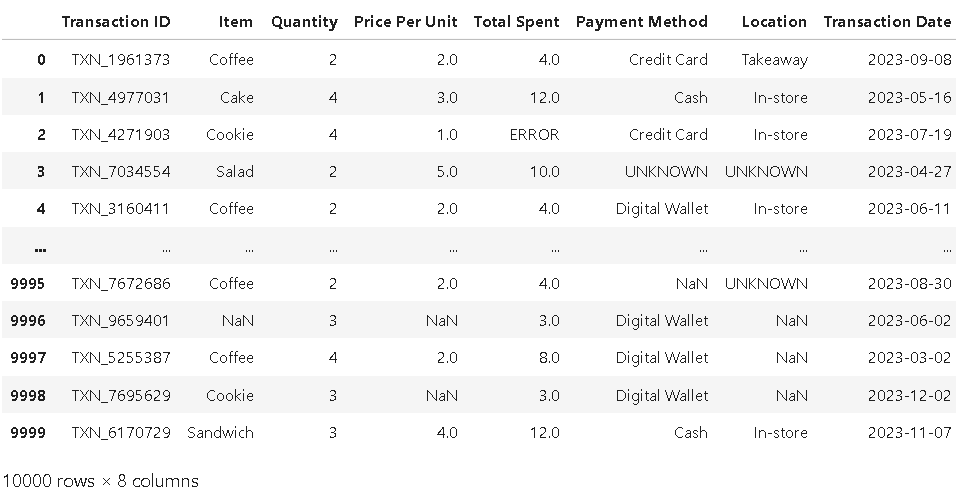 Transaction ID Item Quantity Price Per Unit Total Spent Payment Method Location Transaction Date
0 TXN_1961373 Coffee 2 2.0 4.0 Credit Card Takeaway 2023-09-08
1 TXN_4977031 Cake 4 3.0 12.0 Cash In-store 2023-05-16
2 TXN_4271903 Cookie 4 1.0 ERROR Credit Card In-store 2023-07-19
3 TXN_7034554 Salad 2 5.0 10.0 UNKNOWN UNKNOWN 2023-04-27
4 TXN_3160411 Coffee 2 2.0 4.0 Digital Wallet In-store 2023-06-11
... ... ... ... ... ... ... ... ...
9995 TXN_7672686 Coffee 2 2.0 4.0 NaN UNKNOWN 2023-08-30
9996 TXN_9659401 NaN 3 NaN 3.0 Digital Wallet NaN 2023-06-02
9997 TXN_5255387 Coffee 4 2.0 8.0 Digital Wallet NaN 2023-03-02
9998 TXN_7695629 Cookie 3 NaN 3.0 Digital Wallet NaN 2023-12-02
9999 TXN_6170729 Sandwich 3 4.0 12.0 Cash In-store 2023-11-07
10000 rows × 8 columns